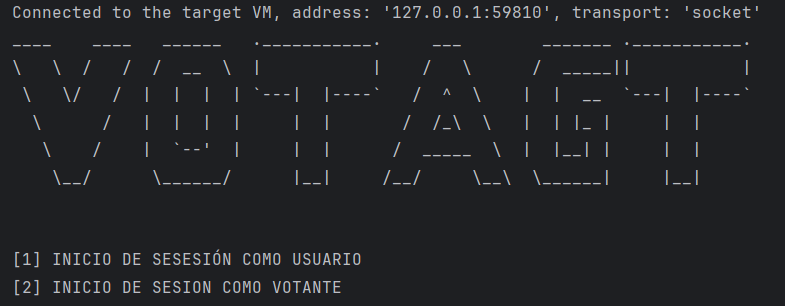 Connected to the target VM, address: '127.0.0.1:59810', transport: 'socket'
VOTAGT
[1] INICIO DE SESESIÓN COMO USUARIO
[2] INICIO DE SESION COMO VOTANTE